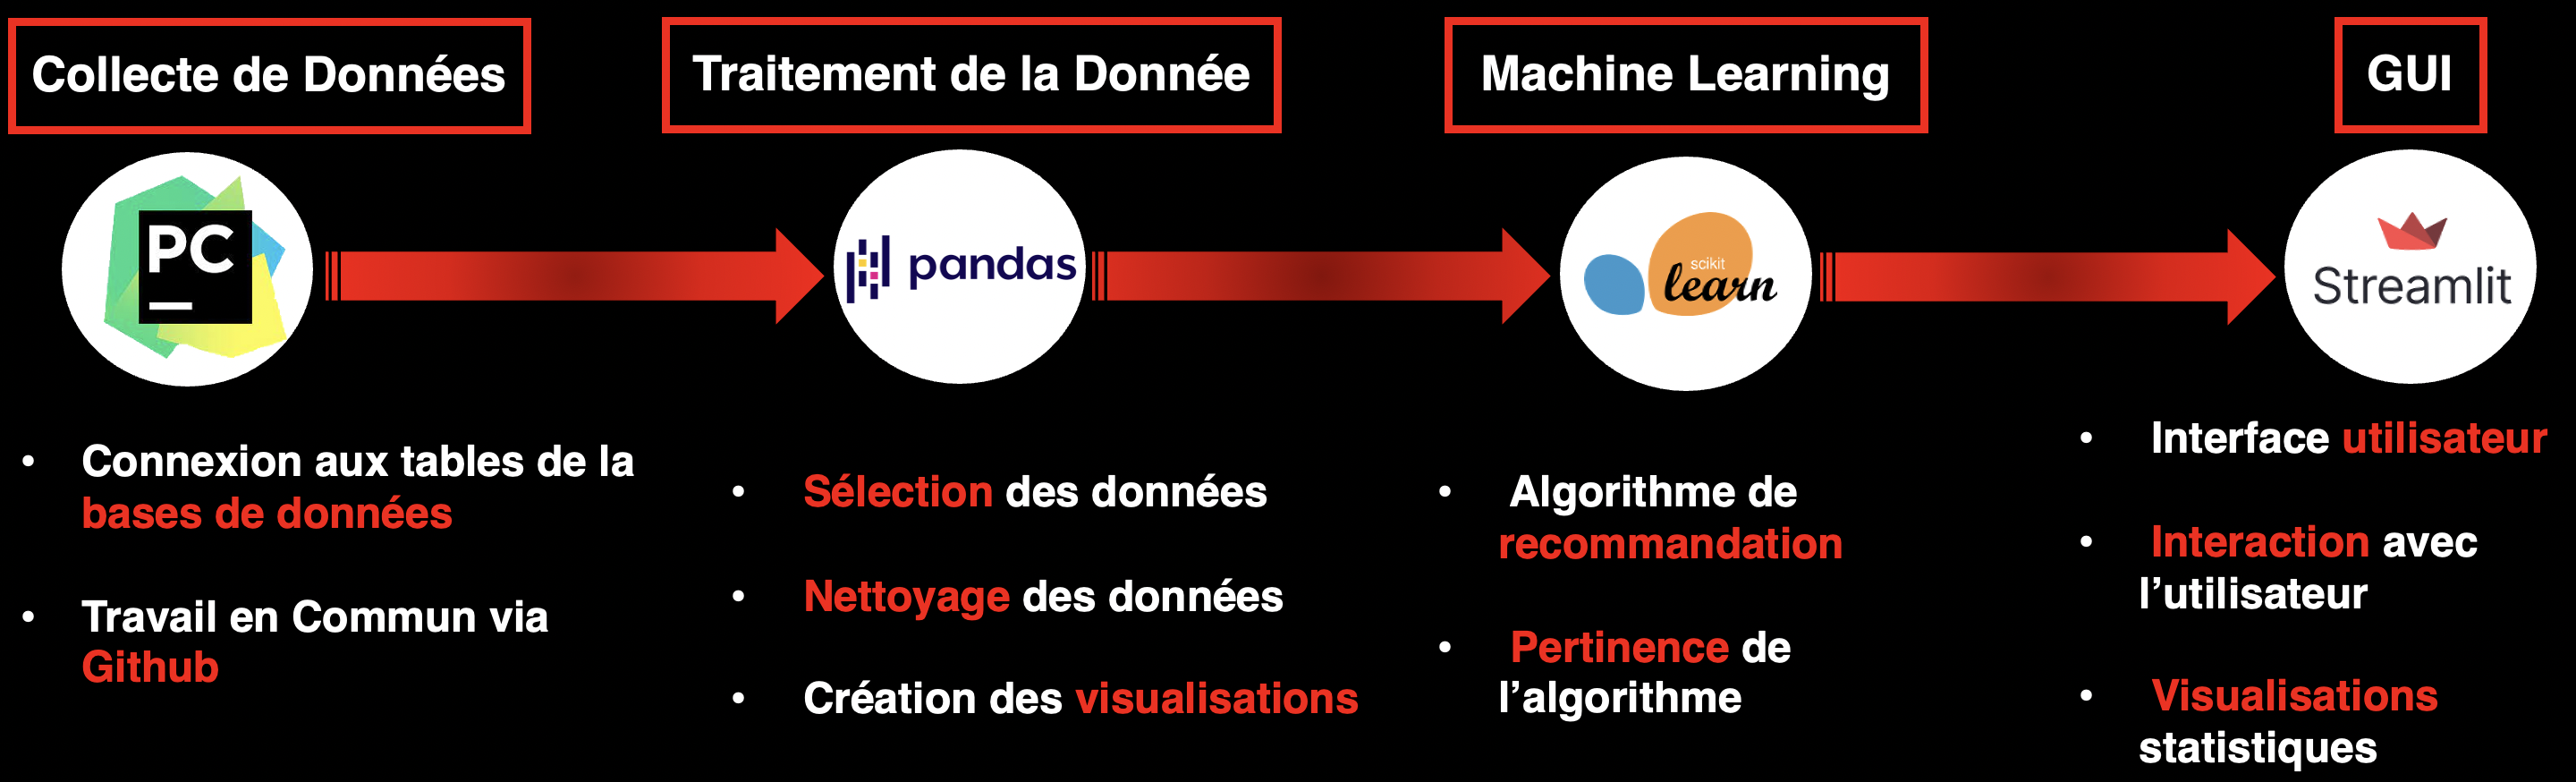 Collecte de Données
Traitement de la Donnée
Machine Learning
GUI
PC
pandas
scikit
learn
Streamlit
• Connexion aux tables de la
bases de données
• Travail en Commun via
Github
• Sélection des données
• Nettoyage des données
• Création des visualisations
• Algorithme de
recommandation
• Pertinence de
l’algorithme
• Interface utilisateur
• Interaction avec
l’utilisateur
• Visualisations
statistiques